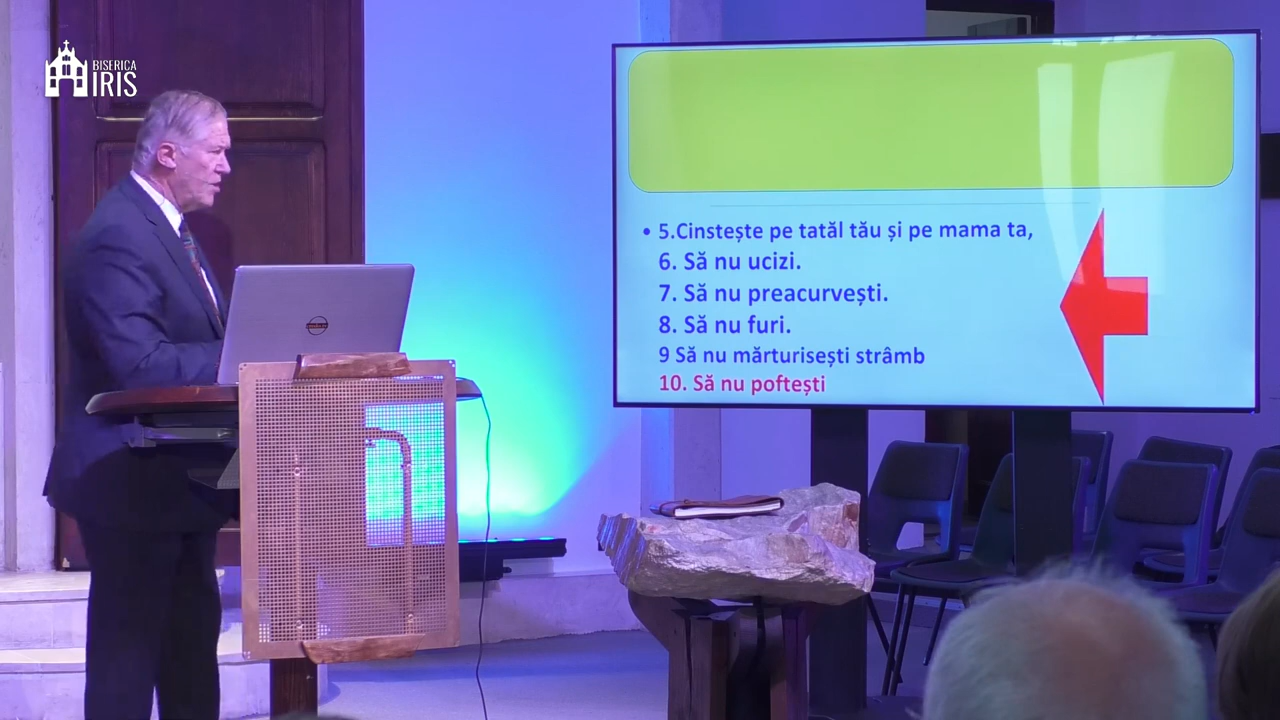 BISERICA
IRIS
• 5.Cinstește pe tatăl tău și pe mama ta,
6. Să nu ucizi.
7. Să nu preacurvești.
8. Să nu furi.
9 Să nu mărturisești strâmb
10. Să nu poftești